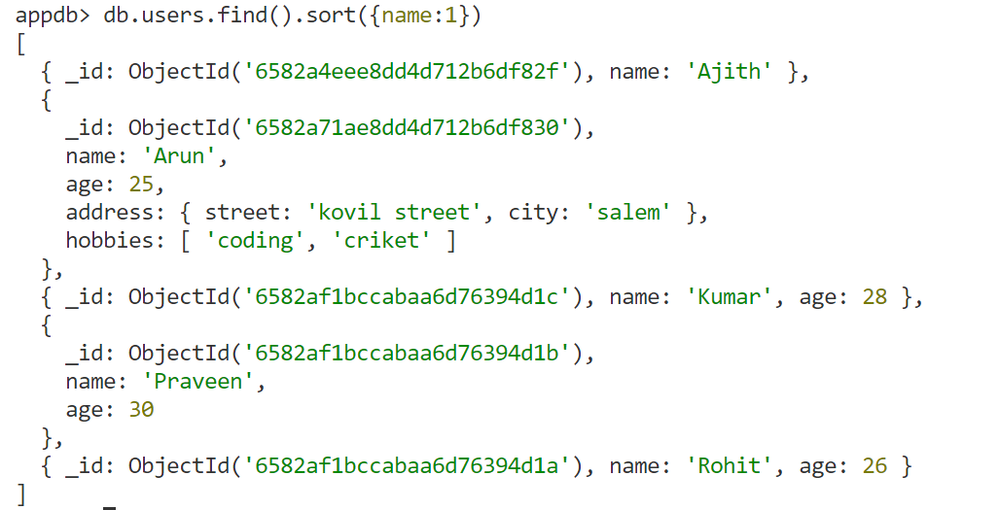 appdb> db.users.find().sort({name:1})
[
  { _id: ObjectId('6582a4eee8dd4d712b6df82f'), name: 'Ajith' },
  {
    _id: ObjectId('6582a71ae8dd4d712b6df830'),
    name: 'Arun',
    age: 25,
    address: { street: 'kovil street', city: 'salem' },
    hobbies: [ 'coding', 'criket' ]
  },
  { _id: ObjectId('6582af1bccabaa6d76394d1c'), name: 'Kumar', age: 28 },
  {
    _id: ObjectId('6582af1bccabaa6d76394d1b'),
    name: 'Praveen',
    age: 30
  },
  { _id: ObjectId('6582af1bccabaa6d76394d1a'), name: 'Rohit', age: 26 }
]